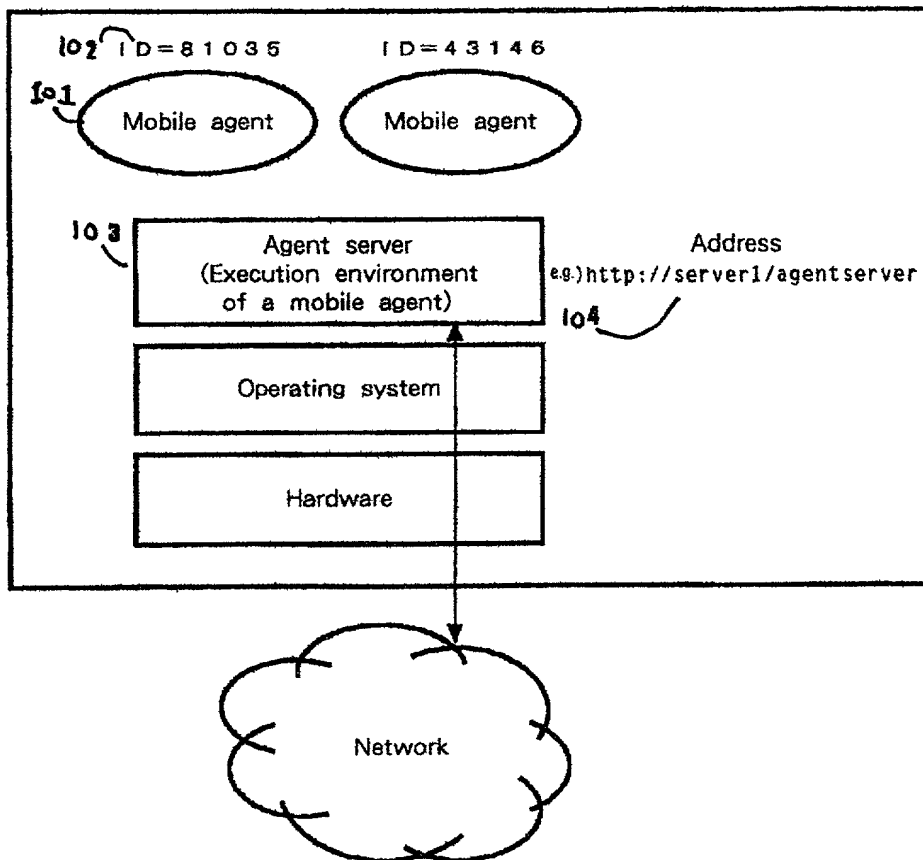 102 ID=81035 ID=43146
101
Mobile agent Mobile agent
103
Agent server
(Execution environment
of a mobile agent)
Address
e.g.)http://server1/agentserver
104
Operating system
Hardware
Network